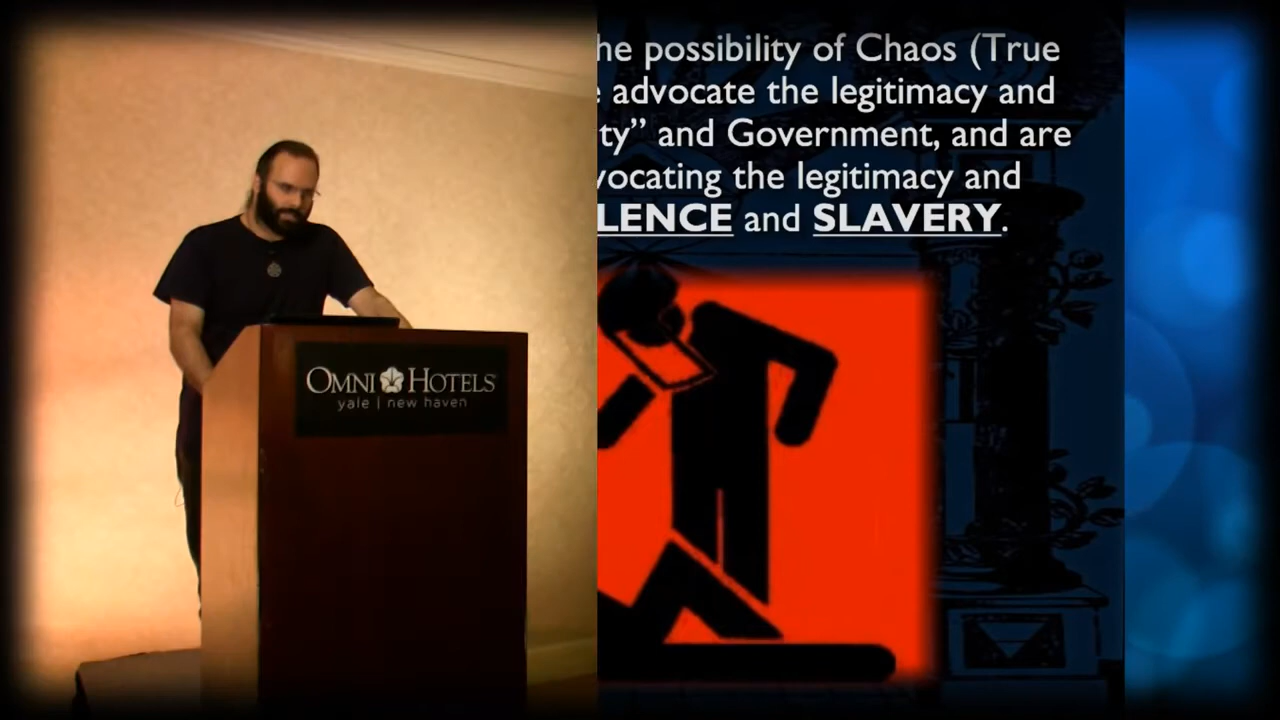 he possibility of Chaos (True
advocate the legitimacy and
ty” and Government, and are
vocating the legitimacy and
LENCE and SLAVERY.
OMNI HOTELS
yale | new haven